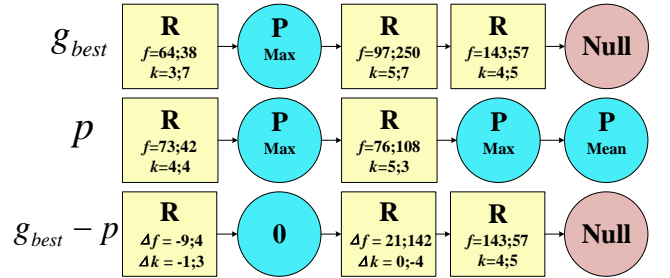 g_best
R
f=64;38
k=3;7
P
Max
R
f=97;250
k=5;7
R
f=143;57
k=4;5
Null
p
R
f=73;42
k=4;4
P
Max
R
f=76;108
k=5;3
P
Max
P
Mean
g_best − p
R
Δf = -9;4
Δk = -1;3
0
R
Δf = 21;142
Δk = 0;-4
R
f=143;57
k=4;5
Null